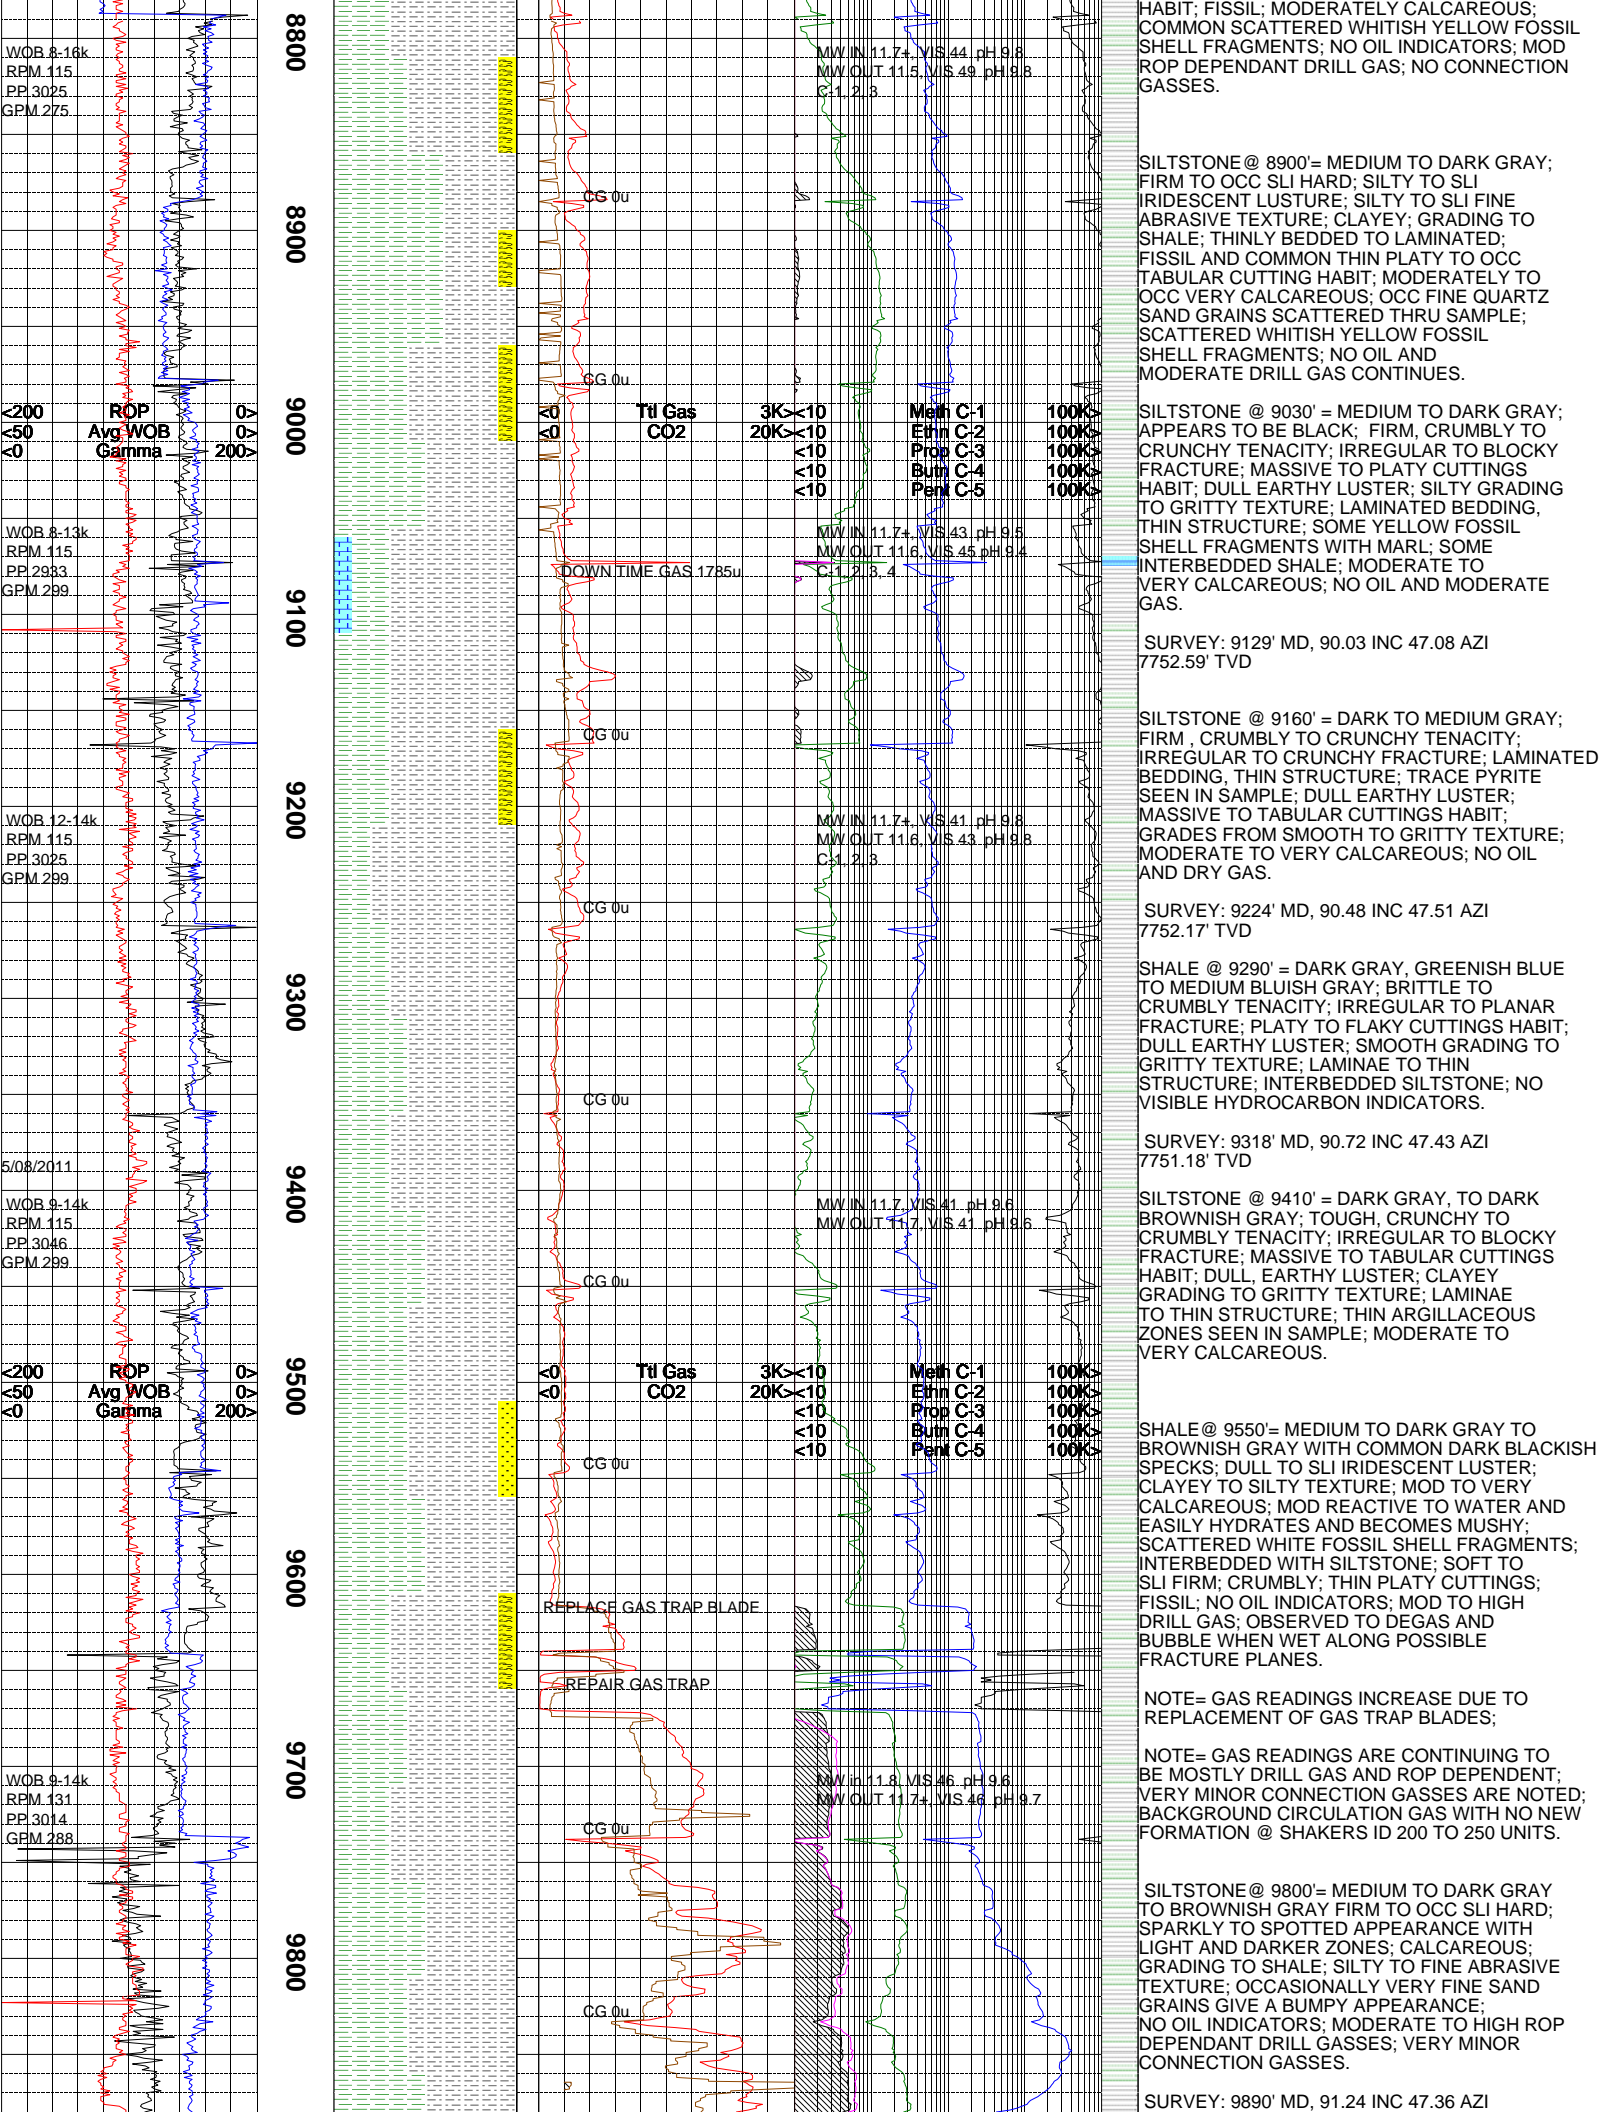 HABIT; FISSIL; MODERATELY CALCAREOUS;
COMMON SCATTERED WHITISH YELLOW FOSSIL
SHELL FRAGMENTS; NO OIL INDICATORS; MOD
ROP DEPENDANT DRILL GAS; NO CONNECTION
GASSES.
8800
WOB 8-16k
RPM 115
PP 3025
GPM 275
MW IN 11.7+, VIS 44 pH 9.8
MW OUT 11.5, VIS 49 pH 9.8
C-1, 2, 3
SILTSTONE@ 8900'= MEDIUM TO DARK GRAY;
FIRM TO OCC SLI HARD; SILTY TO SLI
IRIDESCENT LUSTURE; SILTY TO SLI FINE
ABRASIVE TEXTURE; CLAYEY; GRADING TO
SHALE; THINLY BEDDED TO LAMINATED;
FISSIL AND COMMON THIN PLATY TO OCC
TABULAR CUTTING HABIT; MODERATELY TO
OCC VERY CALCAREOUS; OCC FINE QUARTZ
SAND GRAINS SCATTERED THRU SAMPLE;
SCATTERED WHITISH YELLOW FOSSIL
SHELL FRAGMENTS; NO OIL AND
MODERATE DRILL GAS CONTINUES.
CG 0u
8900
CG 0u
9000
<200 ROP 0>
<50 Avg WOB 0>
<0 Gamma 200>
<0 Ttl Gas 3K>
<0 CO2 20K>
<10 Meth C-1 100K>
<10 Ethn C-2 100K>
<10 Prop C-3 100K>
<10 Butn C-4 100K>
<10 Pent C-5 100K>
SILTSTONE @ 9030' = MEDIUM TO DARK GRAY;
APPEARS TO BE BLACK; FIRM, CRUMBLY TO
CRUNCHY TENACITY; IRREGULAR TO BLOCKY
FRACTURE; MASSIVE TO PLATY CUTTINGS
HABIT; DULL EARTHY LUSTER; SILTY GRADING
TO GRITTY TEXTURE; LAMINATED BEDDING,
THIN STRUCTURE; SOME YELLOW FOSSIL
SHELL FRAGMENTS WITH MARL; SOME
INTERBEDDED SHALE; MODERATE TO
VERY CALCAREOUS; NO OIL AND MODERATE
GAS.
WOB 8-13k
RPM 115
PP 2933
GPM 299
MW IN 11.7+, VIS 43 pH 9.5
MW OUT 11.6, VIS 45 pH 9.4
C-1, 2, 3, 4
DOWN TIME GAS 1785u
9100
SURVEY: 9129' MD, 90.03 INC 47.08 AZI
7752.59' TVD
CG 0u
SILTSTONE @ 9160' = DARK TO MEDIUM GRAY;
FIRM , CRUMBLY TO CRUNCHY TENACITY;
IRREGULAR TO CRUNCHY FRACTURE; LAMINATED
BEDDING, THIN STRUCTURE; TRACE PYRITE
SEEN IN SAMPLE; DULL EARTHY LUSTER;
MASSIVE TO TABULAR CUTTINGS HABIT;
GRADES FROM SMOOTH TO GRITTY TEXTURE;
MODERATE TO VERY CALCAREOUS; NO OIL
AND DRY GAS.
9200
WOB 12-14k
RPM 115
PP 3025
GPM 299
MW IN 11.7+, VIS 41 pH 9.8
MW OUT 11.6, VIS 43 pH 9.8
C-1, 2, 3
CG 0u
SURVEY: 9224' MD, 90.48 INC 47.51 AZI
7752.17' TVD
9300
SHALE @ 9290' = DARK GRAY, GREENISH BLUE
TO MEDIUM BLUISH GRAY; BRITTLE TO
CRUMBLY TENACITY; IRREGULAR TO PLANAR
FRACTURE; PLATY TO FLAKY CUTTINGS HABIT;
DULL EARTHY LUSTER; SMOOTH GRADING TO
GRITTY TEXTURE; LAMINAE TO THIN
STRUCTURE; INTERBEDDED SILTSTONE; NO
VISIBLE HYDROCARBON INDICATORS.
CG 0u
SURVEY: 9318' MD, 90.72 INC 47.43 AZI
7751.18' TVD
5/08/2011
9400
WOB 9-14k
RPM 115
PP 3046
GPM 299
MW IN 11.7, VIS 41 pH 9.6
MW OUT 11.7, VIS 41 pH 9.6
SILTSTONE @ 9410' = DARK GRAY, TO DARK
BROWNISH GRAY; TOUGH, CRUNCHY TO
CRUMBLY TENACITY; IRREGULAR TO BLOCKY
FRACTURE; MASSIVE TO TABULAR CUTTINGS
HABIT; DULL, EARTHY LUSTER; CLAYEY
GRADING TO GRITTY TEXTURE; LAMINAE
TO THIN STRUCTURE; THIN ARGILLACEOUS
ZONES SEEN IN SAMPLE; MODERATE TO
VERY CALCAREOUS.
CG 0u
9500
<200 ROP 0>
<50 Avg WOB 0>
<0 Gamma 200>
<0 Ttl Gas 3K>
<0 CO2 20K>
<10 Meth C-1 100K>
<10 Ethn C-2 100K>
<10 Prop C-3 100K>
<10 Butn C-4 100K>
<10 Pent C-5 100K>
CG 0u
SHALE@ 9550'= MEDIUM TO DARK GRAY TO
BROWNISH GRAY WITH COMMON DARK BLACKISH
SPECKS; DULL TO SLI IRIDESCENT LUSTER;
CLAYEY TO SILTY TEXTURE; MOD TO VERY
CALCAREOUS; MOD REACTIVE TO WATER AND
EASILY HYDRATES AND BECOMES MUSHY;
SCATTERED WHITE FOSSIL SHELL FRAGMENTS;
INTERBEDDED WITH SILTSTONE; SOFT TO
SLI FIRM; CRUMBLY; THIN PLATY CUTTINGS;
FISSIL; NO OIL INDICATORS; MOD TO HIGH
DRILL GAS; OBSERVED TO DEGAS AND
BUBBLE WHEN WET ALONG POSSIBLE
FRACTURE PLANES.
9600
REPLACE GAS TRAP BLADE
REPAIR GAS TRAP
NOTE= GAS READINGS INCREASE DUE TO
REPLACEMENT OF GAS TRAP BLADES;
9700
NOTE= GAS READINGS ARE CONTINUING TO
BE MOSTLY DRILL GAS AND ROP DEPENDENT;
VERY MINOR CONNECTION GASSES ARE NOTED;
BACKGROUND CIRCULATION GAS WITH NO NEW
FORMATION @ SHAKERS ID 200 TO 250 UNITS.
WOB 9-14k
RPM 131
PP 3014
GPM 288
MW in 11.8, VIS 46 pH 9.6
MW OUT 11.7+, VIS 46 pH 9.7
CG 0u
9800
SILTSTONE@ 9800'= MEDIUM TO DARK GRAY
TO BROWNISH GRAY FIRM TO OCC SLI HARD;
SPARKLY TO SPOTTED APPEARANCE WITH
LIGHT AND DARKER ZONES; CALCAREOUS;
GRADING TO SHALE; SILTY TO FINE ABRASIVE
TEXTURE; OCCASIONALLY VERY FINE SAND
GRAINS GIVE A BUMPY APPEARANCE;
NO OIL INDICATORS; MODERATE TO HIGH ROP
DEPENDANT DRILL GASSES; VERY MINOR
CONNECTION GASSES.
CG 0u
SURVEY: 9890' MD, 91.24 INC 47.36 AZI